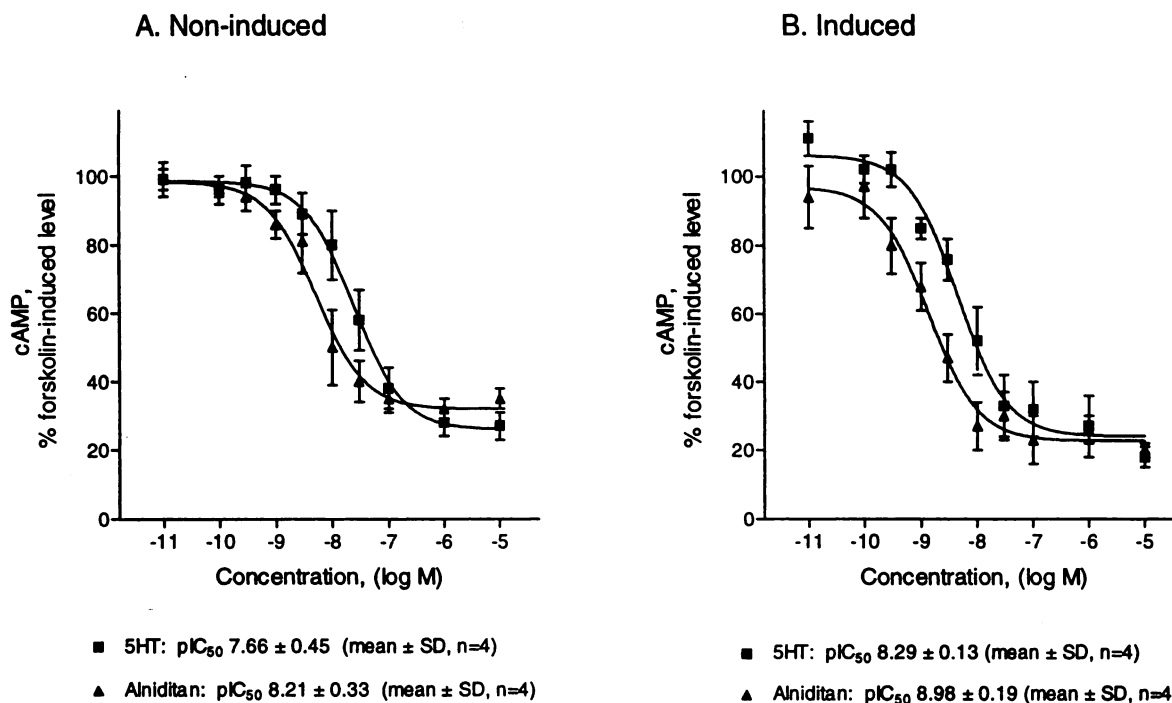 A. Non-induced
cAMP,
% forskolin-induced level
100
80
60
40
20
0
-11 -10 -9 -8 -7 -6 -5
Concentration, (log M)
5HT: pIC50 7.66 ± 0.45 (mean ± SD, n=4)
Alniditan: pIC50 8.21 ± 0.33 (mean ± SD, n=4)
B. Induced
cAMP,
% forskolin-induced level
100
80
60
40
20
0
-11 -10 -9 -8 -7 -6 -5
Concentration, (log M)
5HT: pIC50 8.29 ± 0.13 (mean ± SD, n=4)
Alniditan: pIC50 8.98 ± 0.19 (mean ± SD, n=4